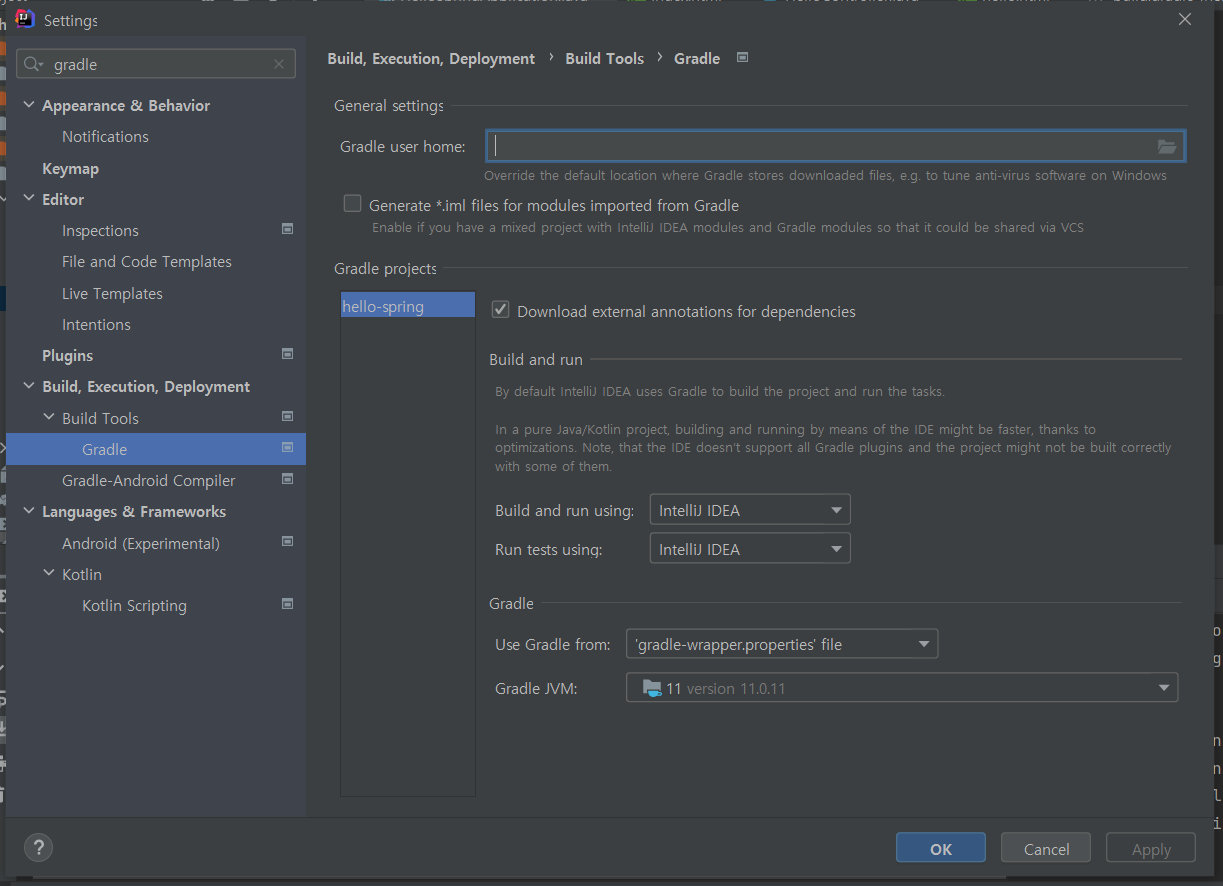 Settings
gradle
Appearance & Behavior
Notifications
Keymap
Editor
Inspections
File and Code Templates
Live Templates
Intentions
Plugins
Build, Execution, Deployment
Build Tools
Gradle
Gradle-Android Compiler
Languages & Frameworks
Android (Experimental)
Kotlin
Kotlin Scripting
Build, Execution, Deployment › Build Tools › Gradle
General settings
Gradle user home:
Override the default location where Gradle stores downloaded files, e.g. to tune anti-virus software on Windows
Generate *.iml files for modules imported from Gradle
Enable if you have a mixed project with IntelliJ IDEA modules and Gradle modules so that it could be shared via VCS
Gradle projects
hello-spring
Download external annotations for dependencies
Build and run
By default IntelliJ IDEA uses Gradle to build the project and run the tasks.
In a pure Java/Kotlin project, building and running by means of the IDE might be faster, thanks to
optimizations. Note, that the IDE doesn't support all Gradle plugins and the project might not be built correctly
with some of them.
Build and run using: IntelliJ IDEA
Run tests using: IntelliJ IDEA
Gradle
Use Gradle from: 'gradle-wrapper.properties' file
Gradle JVM: 11 version 11.0.11
?
OK
Cancel
Apply